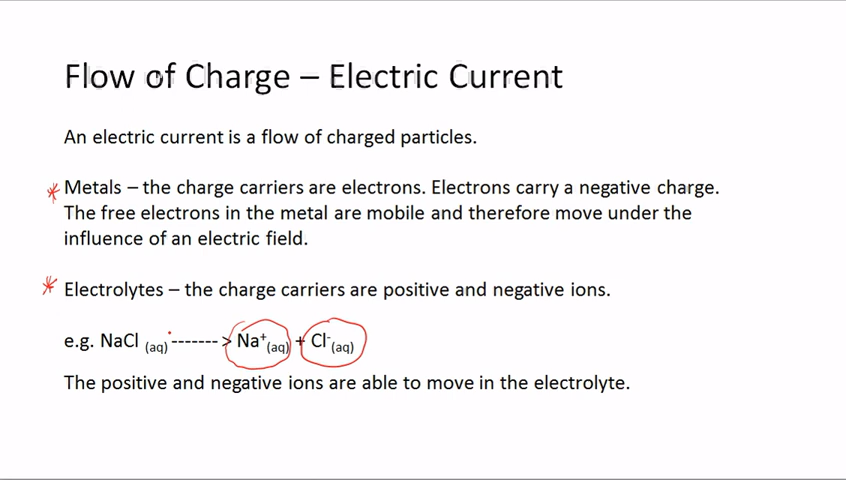 Flow of Charge – Electric Current
An electric current is a flow of charged particles.
* Metals – the charge carriers are electrons. Electrons carry a negative charge.
The free electrons in the metal are mobile and therefore move under the
influence of an electric field.
* Electrolytes – the charge carriers are positive and negative ions.
e.g. NaCl (aq) ------- > Na⁺(aq) + Cl⁻(aq)
The positive and negative ions are able to move in the electrolyte.